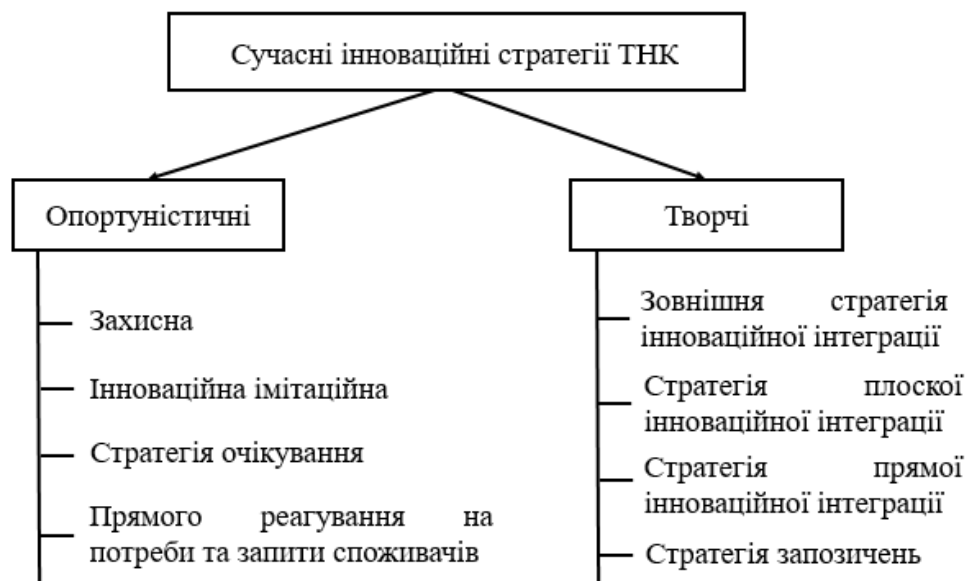 Сучасні інноваційні стратегії ТНК
Опортуністичні
Захисна
Інноваційна імітаційна
Стратегія очікування
Прямого реагування на
потреби та запити споживачів
Творчі
Зовнішня стратегія
інноваційної інтеграції
Стратегія плоскої
інноваційної інтеграції
Стратегія прямої
інноваційної інтеграції
Стратегія запозичень